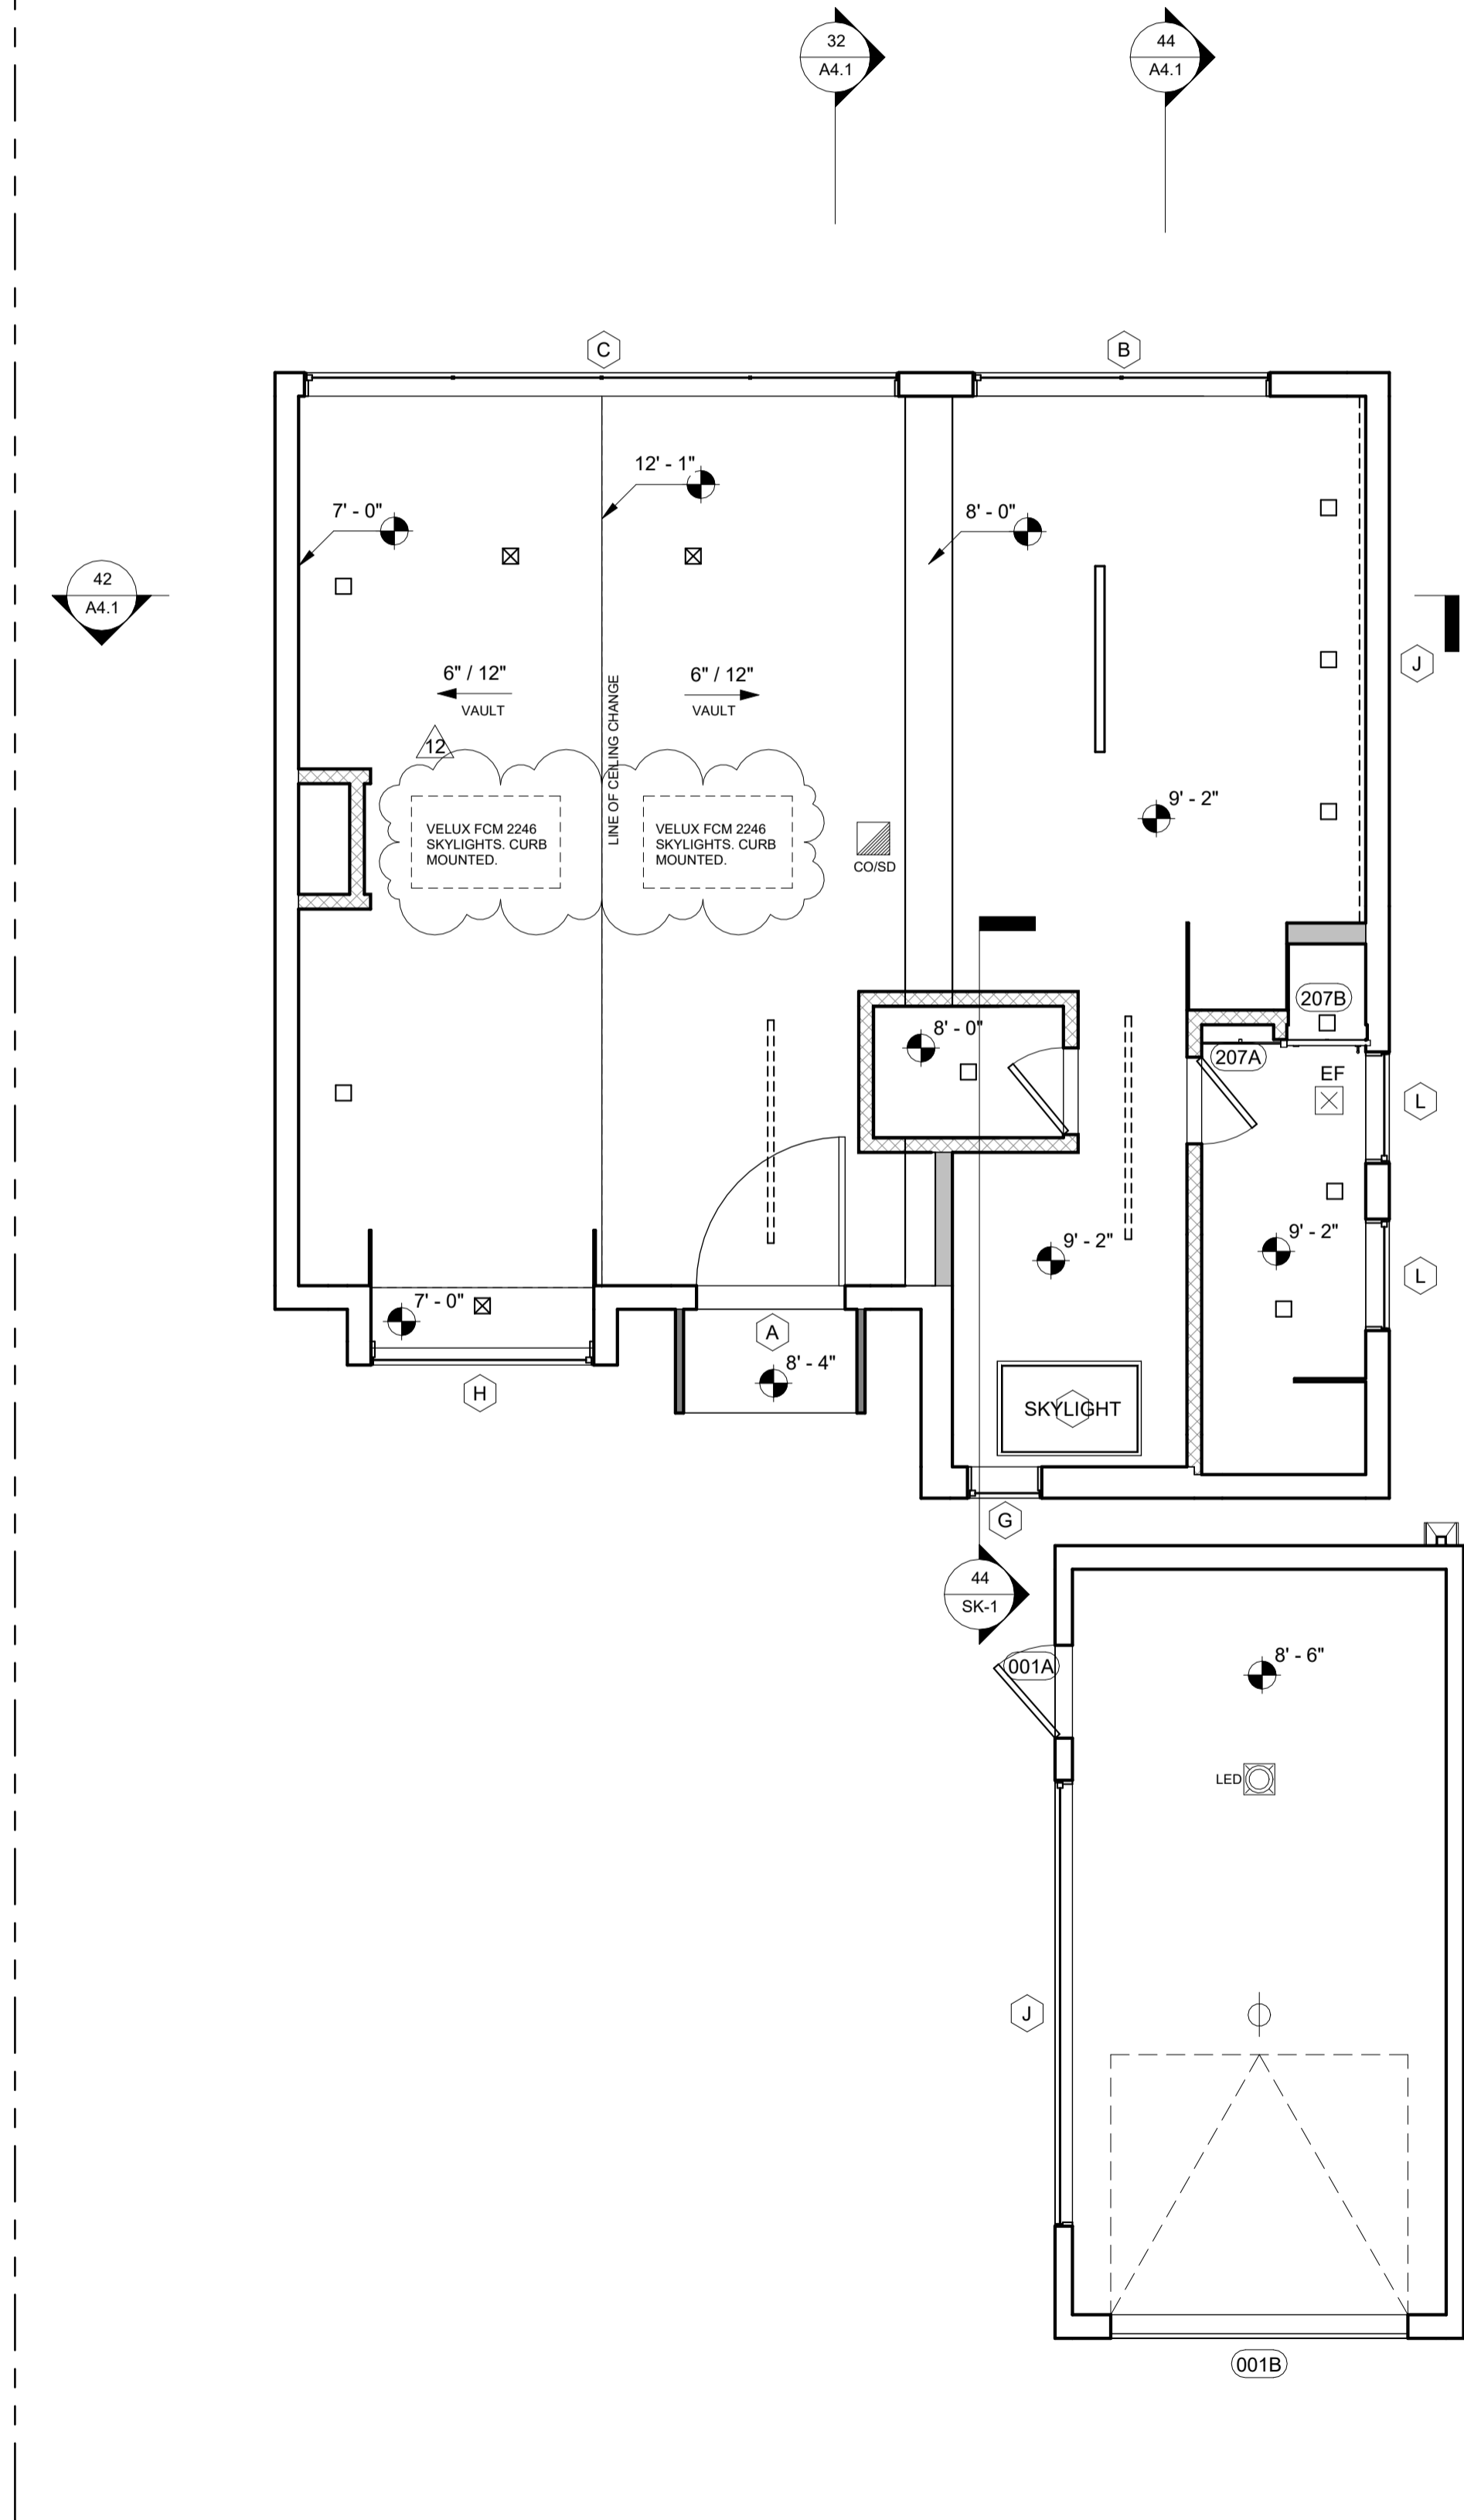 32
A4.1
44
A4.1
C
B
12' - 1"
7' - 0"
8' - 0"
42
A4.1
J
6" / 12"
VAULT
6" / 12"
VAULT
LINE OF CEILING CHANGE
12
VELUX FCM 2246
SKYLIGHTS. CURB
MOUNTED.
VELUX FCM 2246
SKYLIGHTS. CURB
MOUNTED.
CO/SD
9' - 2"
207B
8' - 0"
207A
EF
L
9' - 2"
9' - 2"
L
7' - 0"
A
8' - 4"
H
SKYLIGHT
G
44
SK-1
001A
8' - 6"
LED
J
001B